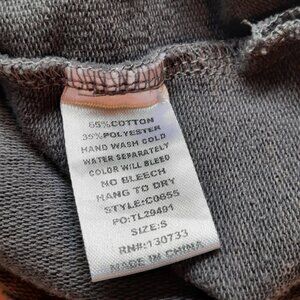 65%COTTON
35%POLYESTER
HAND WASH COLD
WATER SEPARATELY
COLOR WILL BLEED
NO BLEECH
HANG TO DRY
STYLE:C0655
PO:TL29491
SIZE:S
RN#:130733
MADE IN CHINA